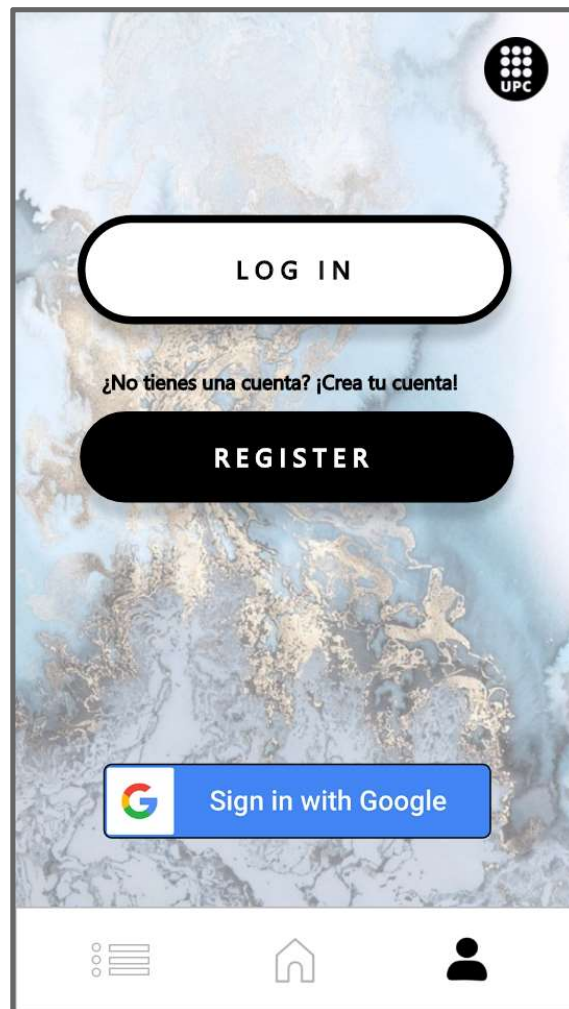 UPC
LOG IN
¿No tienes una cuenta? ¡Crea tu cuenta!
REGISTER
G
Sign in with Google